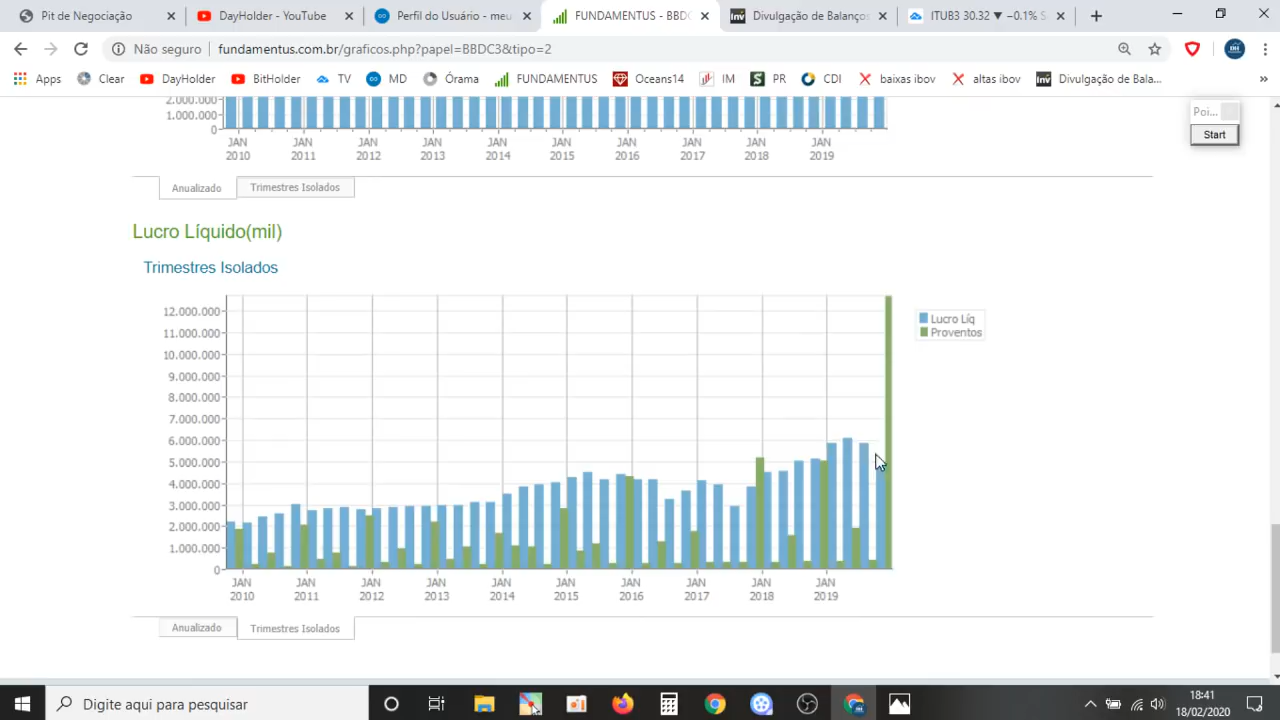 Pit de Negociação
DayHolder - YouTube
Perfil do Usuário - meu
FUNDAMENTUS - BBDC
Divulgação de Balanços
ITUB3 30.32 ▼ −0.1%
Não seguro
fundamentus.com.br/graficos.php?papel=BBDC3&tipo=2
Apps
Clear
DayHolder
BitHolder
TV
MD
Órama
FUNDAMENTUS
Oceans14
IM
PR
CDI
baixas ibov
altas ibov
Divulgação de Bala...
»
Poi...
Start
2.000.000
1.000.000
0
JAN 2010
JAN 2011
JAN 2012
JAN 2013
JAN 2014
JAN 2015
JAN 2016
JAN 2017
JAN 2018
JAN 2019
Anualizado
Trimestres Isolados
Lucro Líquido(mil)
Trimestres Isolados
12.000.000
11.000.000
10.000.000
9.000.000
8.000.000
7.000.000
6.000.000
5.000.000
4.000.000
3.000.000
2.000.000
1.000.000
0
Lucro Líq
Proventos
JAN 2010
JAN 2011
JAN 2012
JAN 2013
JAN 2014
JAN 2015
JAN 2016
JAN 2017
JAN 2018
JAN 2019
Anualizado
Trimestres Isolados
Digite aqui para pesquisar
18:41
18/02/2020